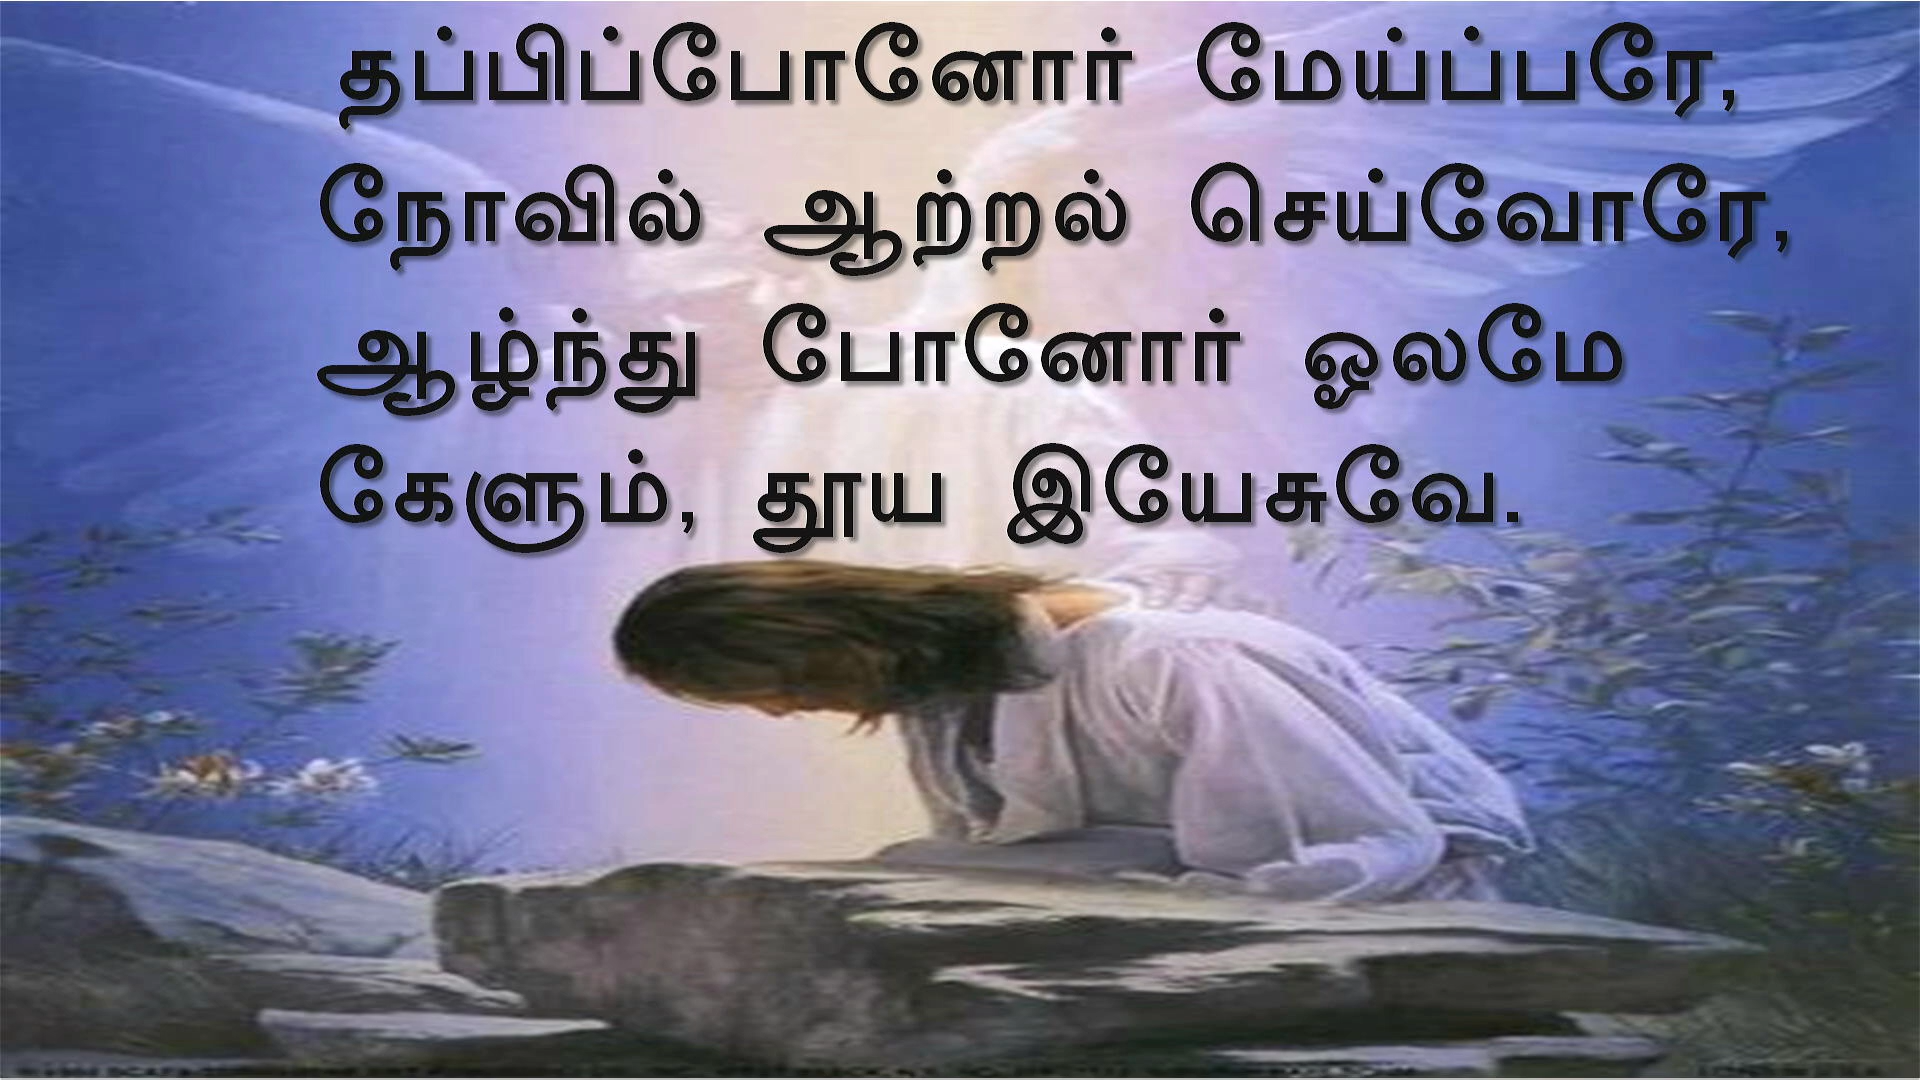 தப்பிப்போனோர் மேய்ப்பரே,
நோவில் ஆற்றல் செய்வோரே,
ஆழ்ந்து போனோர் ஓலமே
கேளும், தூய இயேசுவே.